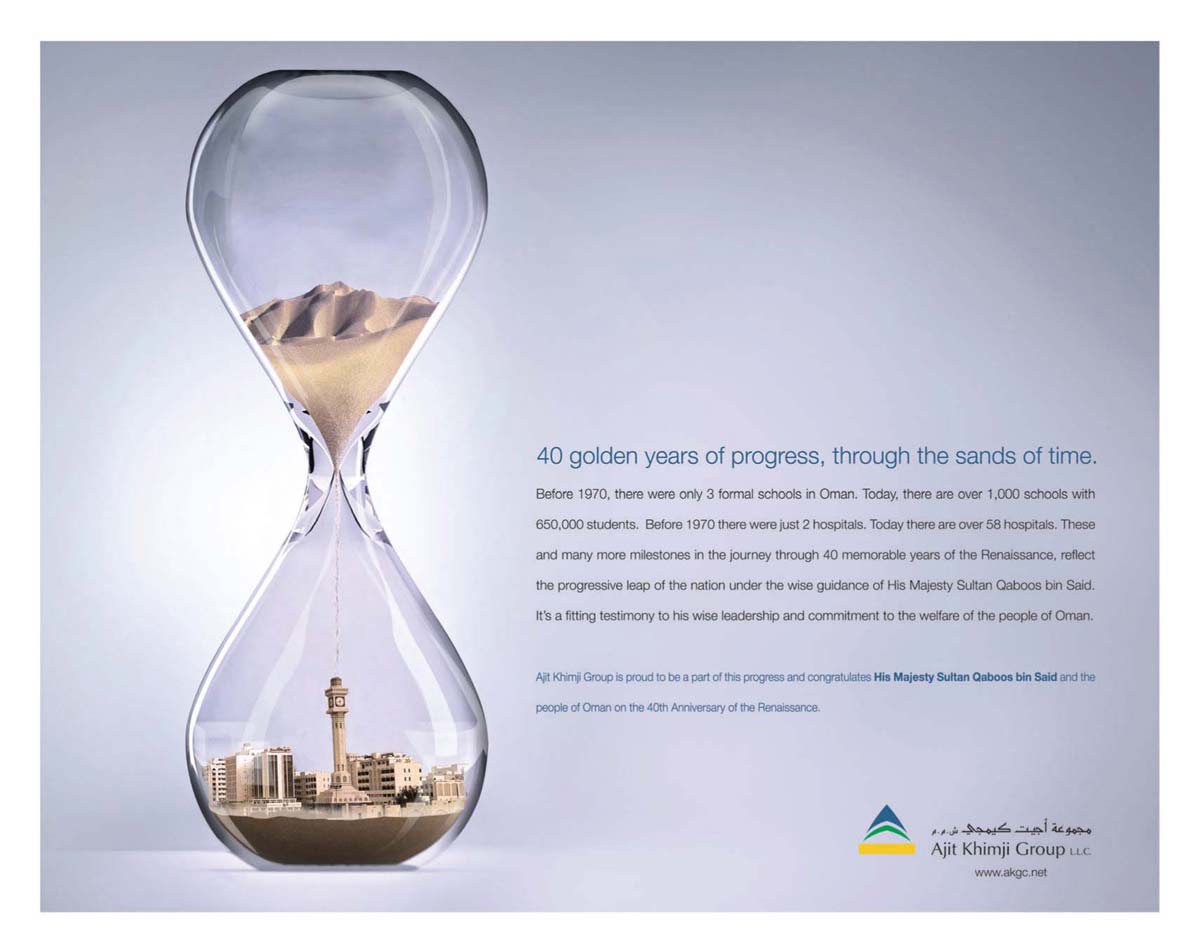 40 golden years of progress, through the sands of time.
Before 1970, there were only 3 formal schools in Oman. Today, there are over 1,000 schools with
650,000 students. Before 1970 there were just 2 hospitals. Today there are over 58 hospitals. These
and many more milestones in the journey through 40 memorable years of the Renaissance, reflect
the progressive leap of the nation under the wise guidance of His Majesty Sultan Qaboos bin Said.
It's a fitting testimony to his wise leadership and commitment to the welfare of the people of Oman.
Ajit Khimji Group is proud to be a part of this progress and congratulates His Majesty Sultan Qaboos bin Said and the
people of Oman on the 40th Anniversary of the Renaissance.
مجموعة أجيت كيمجي ش.م.م
Ajit Khimji Group L.L.C.
www.akgc.net